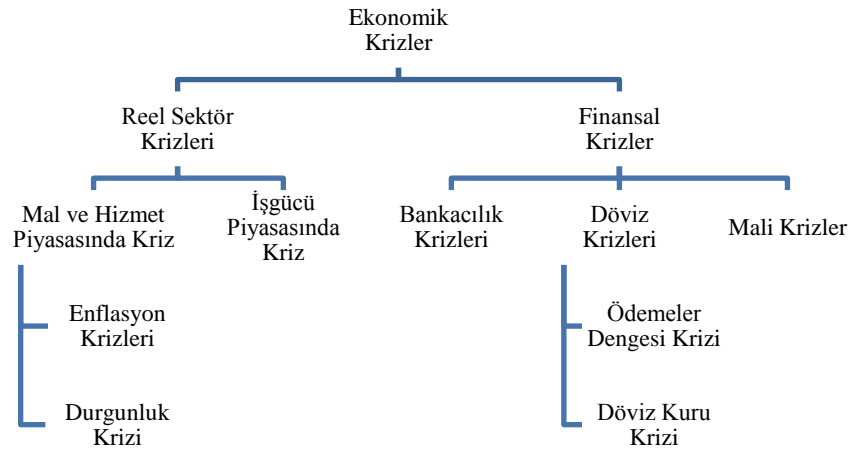 Ekonomik
Krizler
Reel Sektör
Krizleri
Finansal
Krizler
Mal ve Hizmet
Piyasasında Kriz
İşgücü
Piyasasında
Kriz
Bankacılık
Krizleri
Döviz
Krizleri
Mali Krizler
Enflasyon
Krizleri
Durgunluk
Krizi
Ödemeler
Dengesi Krizi
Döviz Kuru
Krizi